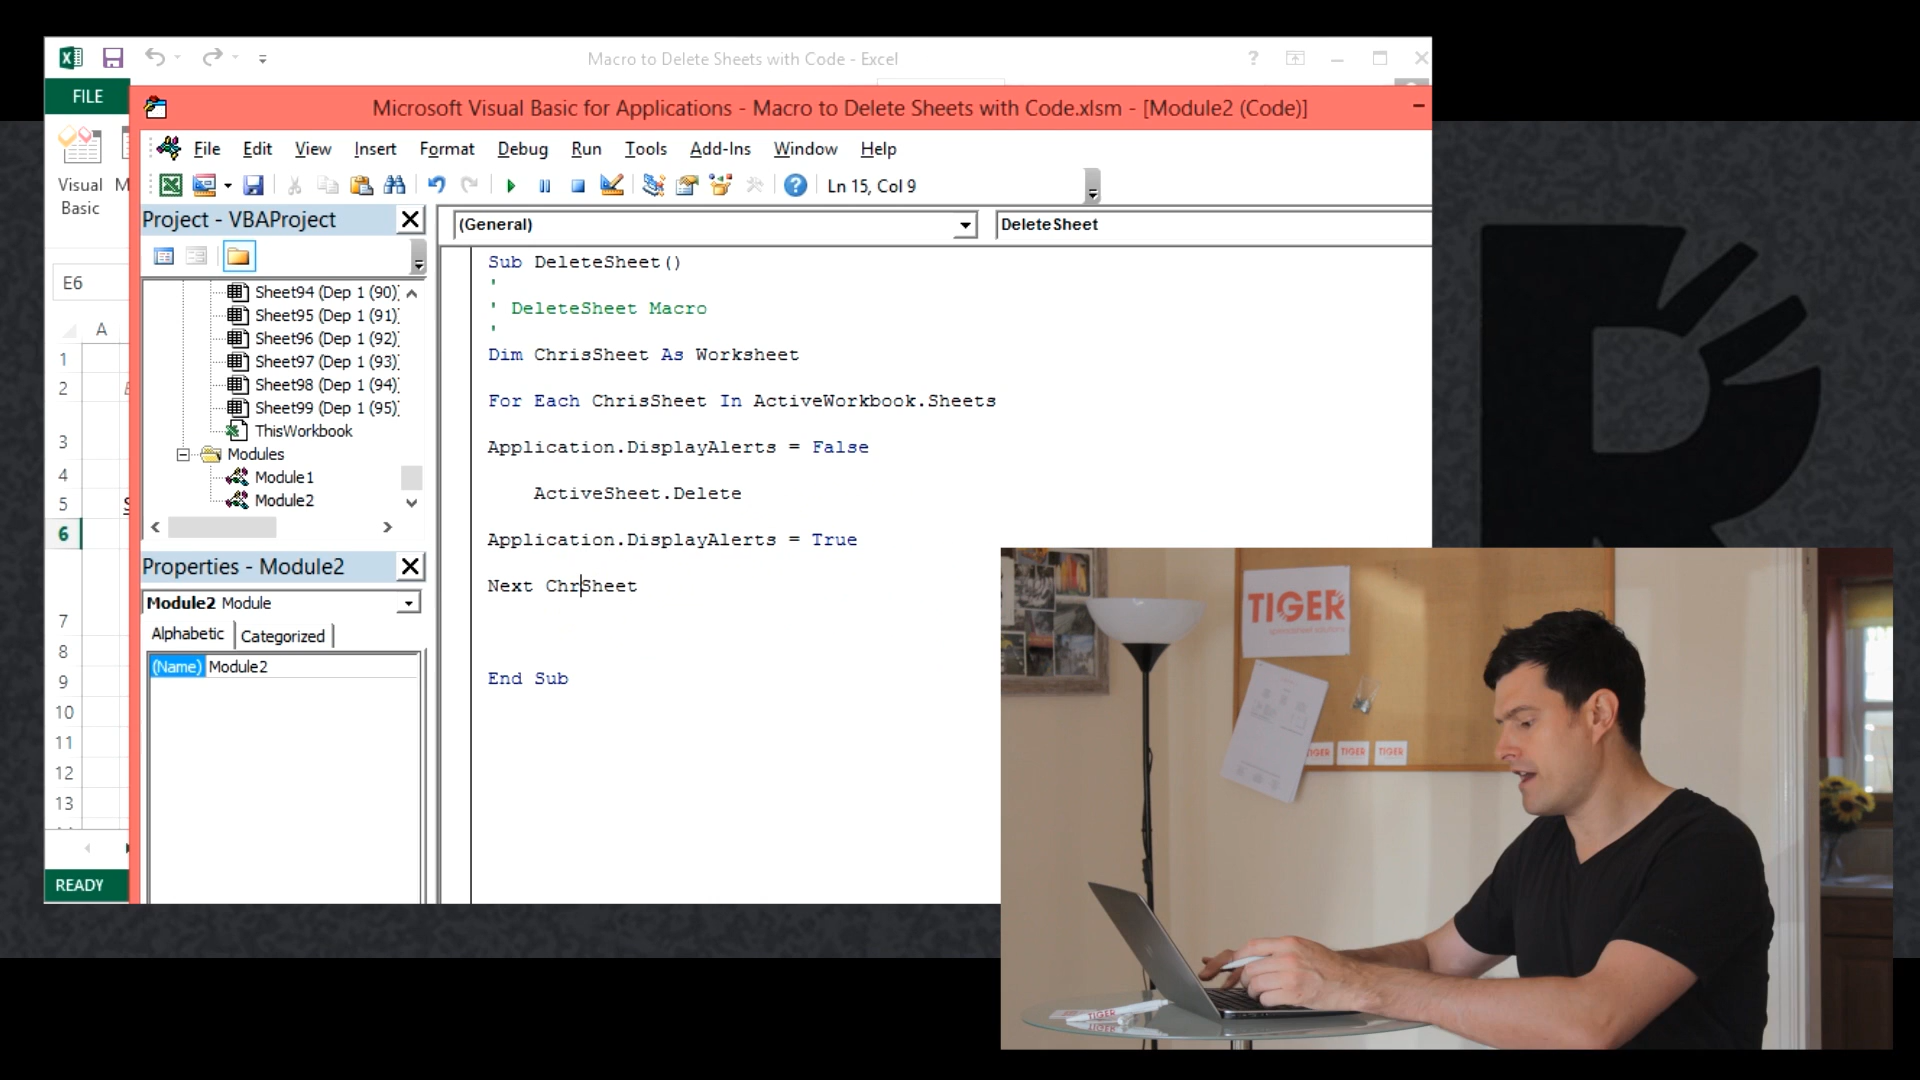 Macro to Delete Sheets with Code - Excel
?
FILE
Microsoft Visual Basic for Applications - Macro to Delete Sheets with Code.xlsm - [Module2 (Code)]
File Edit View Insert Format Debug Run Tools Add-Ins Window Help
Visual
Basic
M
Ln 15, Col 9
Project - VBAProject
(General)
DeleteSheet
E6
Sheet94 (Dep 1 (90)
Sheet95 (Dep 1 (91)
Sheet96 (Dep 1 (92)
Sheet97 (Dep 1 (93)
Sheet98 (Dep 1 (94)
Sheet99 (Dep 1 (95)
ThisWorkbook
Modules
Module1
Module2
A
1
2
3
4
5
6
7
8
9
10
11
12
13
READY
Properties - Module2
Module2 Module
Alphabetic Categorized
(Name) Module2
Sub DeleteSheet()
'
' DeleteSheet Macro
'
Dim ChrisSheet As Worksheet
For Each ChrisSheet In ActiveWorkbook.Sheets
Application.DisplayAlerts = False
ActiveSheet.Delete
Application.DisplayAlerts = True
Next ChrSheet
End Sub
TIGER
spreadsheet solutions
TIGER TIGER
TIGER